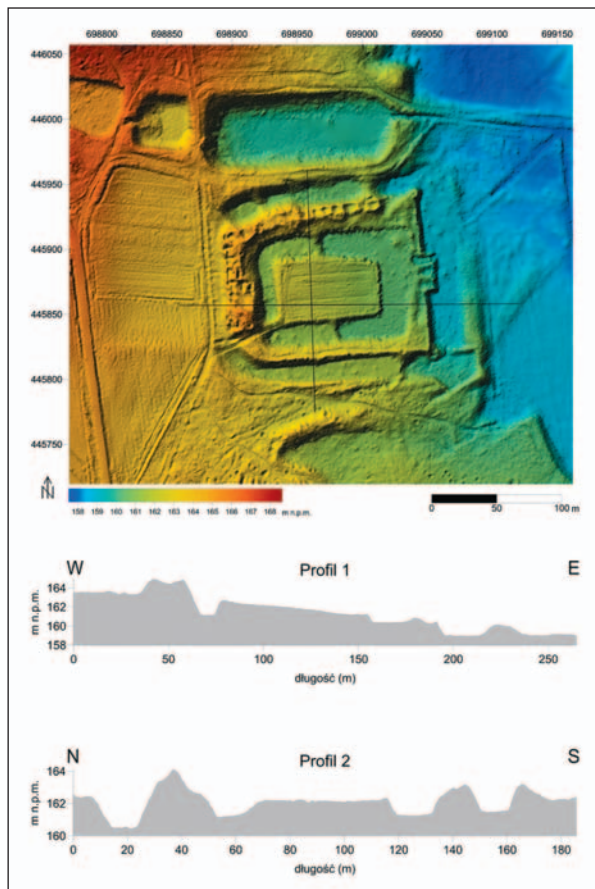 698800 698850 698900 698950 699000 699050 699100 699150
446050
446000
445950
445900
445850
445800
445750
N
158 159 160 161 162 163 164 165 166 167 168 m n.p.m.
0 50 100 m
W Profil 1 E
m n.p.m.
164
162
160
158
0 50 100 150 200 250
długość (m)
N Profil 2 S
m n.p.m.
164
162
160
0 20 40 60 80 100 120 140 160 180
długość (m)